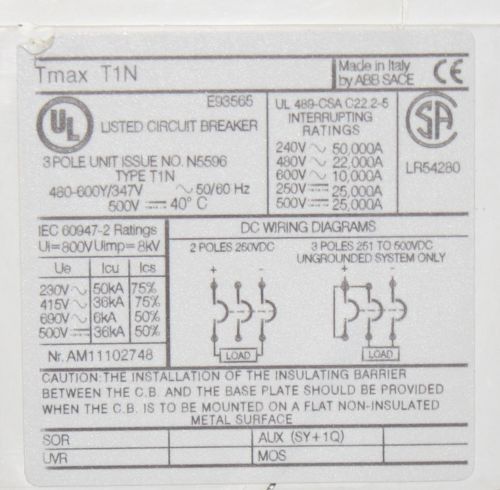 Tmax T1N
Made in Italy
by ABB SACE
CE
E93565
UL
LISTED CIRCUIT BREAKER
3 POLE UNIT ISSUE NO. N5596
TYPE T1N
480-600Y/347V ∿ 50/60 Hz
500V ⎓ 40° C
UL 489-CSA C22.2-5
INTERRUPTING
RATINGS
240V ∿ 50,000A
480V ∿ 22,000A
600V ∿ 10,000A
250V ⎓ 25,000A
500V ⎓ 25,000A
SA
LR54280
IEC 60947-2 Ratings
Ui=800V Uimp=8kV
Ue Icu Ics
230V ∿ 50kA 75%
415V ∿ 36kA 75%
690V ∿ 6kA 50%
500V ⎓ 36kA 50%
Nr. AM11102748
DC WIRING DIAGRAMS
2 POLES 250VDC
+ -
LOAD
3 POLES 251 TO 500VDC
UNGROUNDED SYSTEM ONLY
+ -
LOAD
CAUTION: THE INSTALLATION OF THE INSULATING BARRIER
BETWEEN THE C.B. AND THE BASE PLATE SHOULD BE PROVIDED
WHEN THE C.B. IS TO BE MOUNTED ON A FLAT NON-INSULATED
METAL SURFACE
SOR AUX (SY+1Q)
UVR MOS